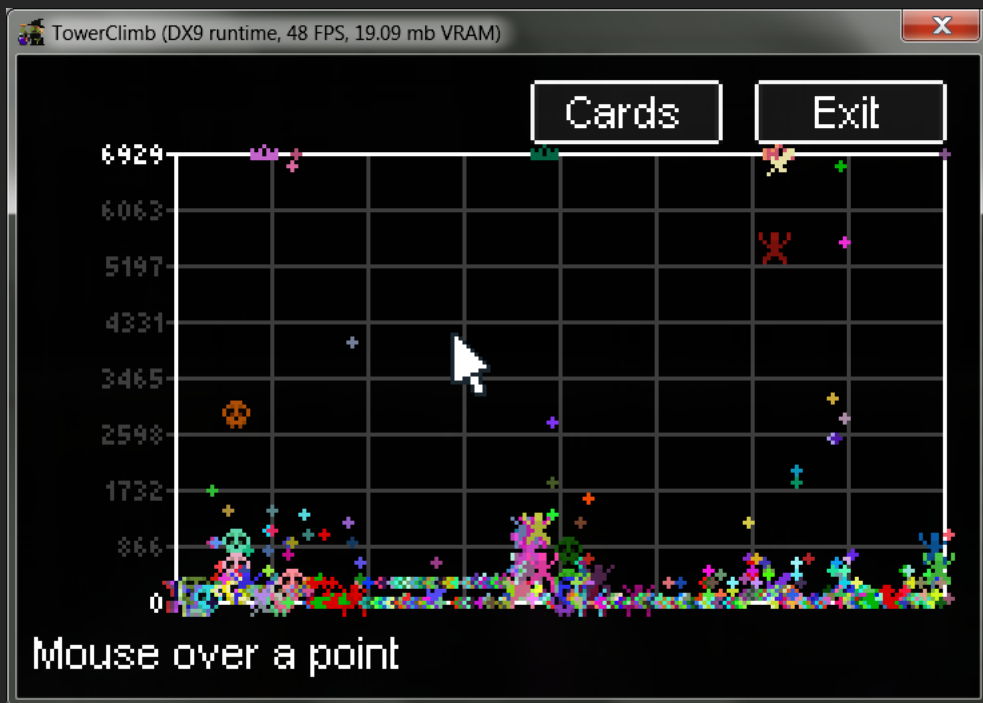 TowerClimb (DX9 runtime, 48 FPS, 19.09 mb VRAM)
Cards
Exit
6929
6063
5197
4331
3465
2598
1732
866
0
Mouse over a point